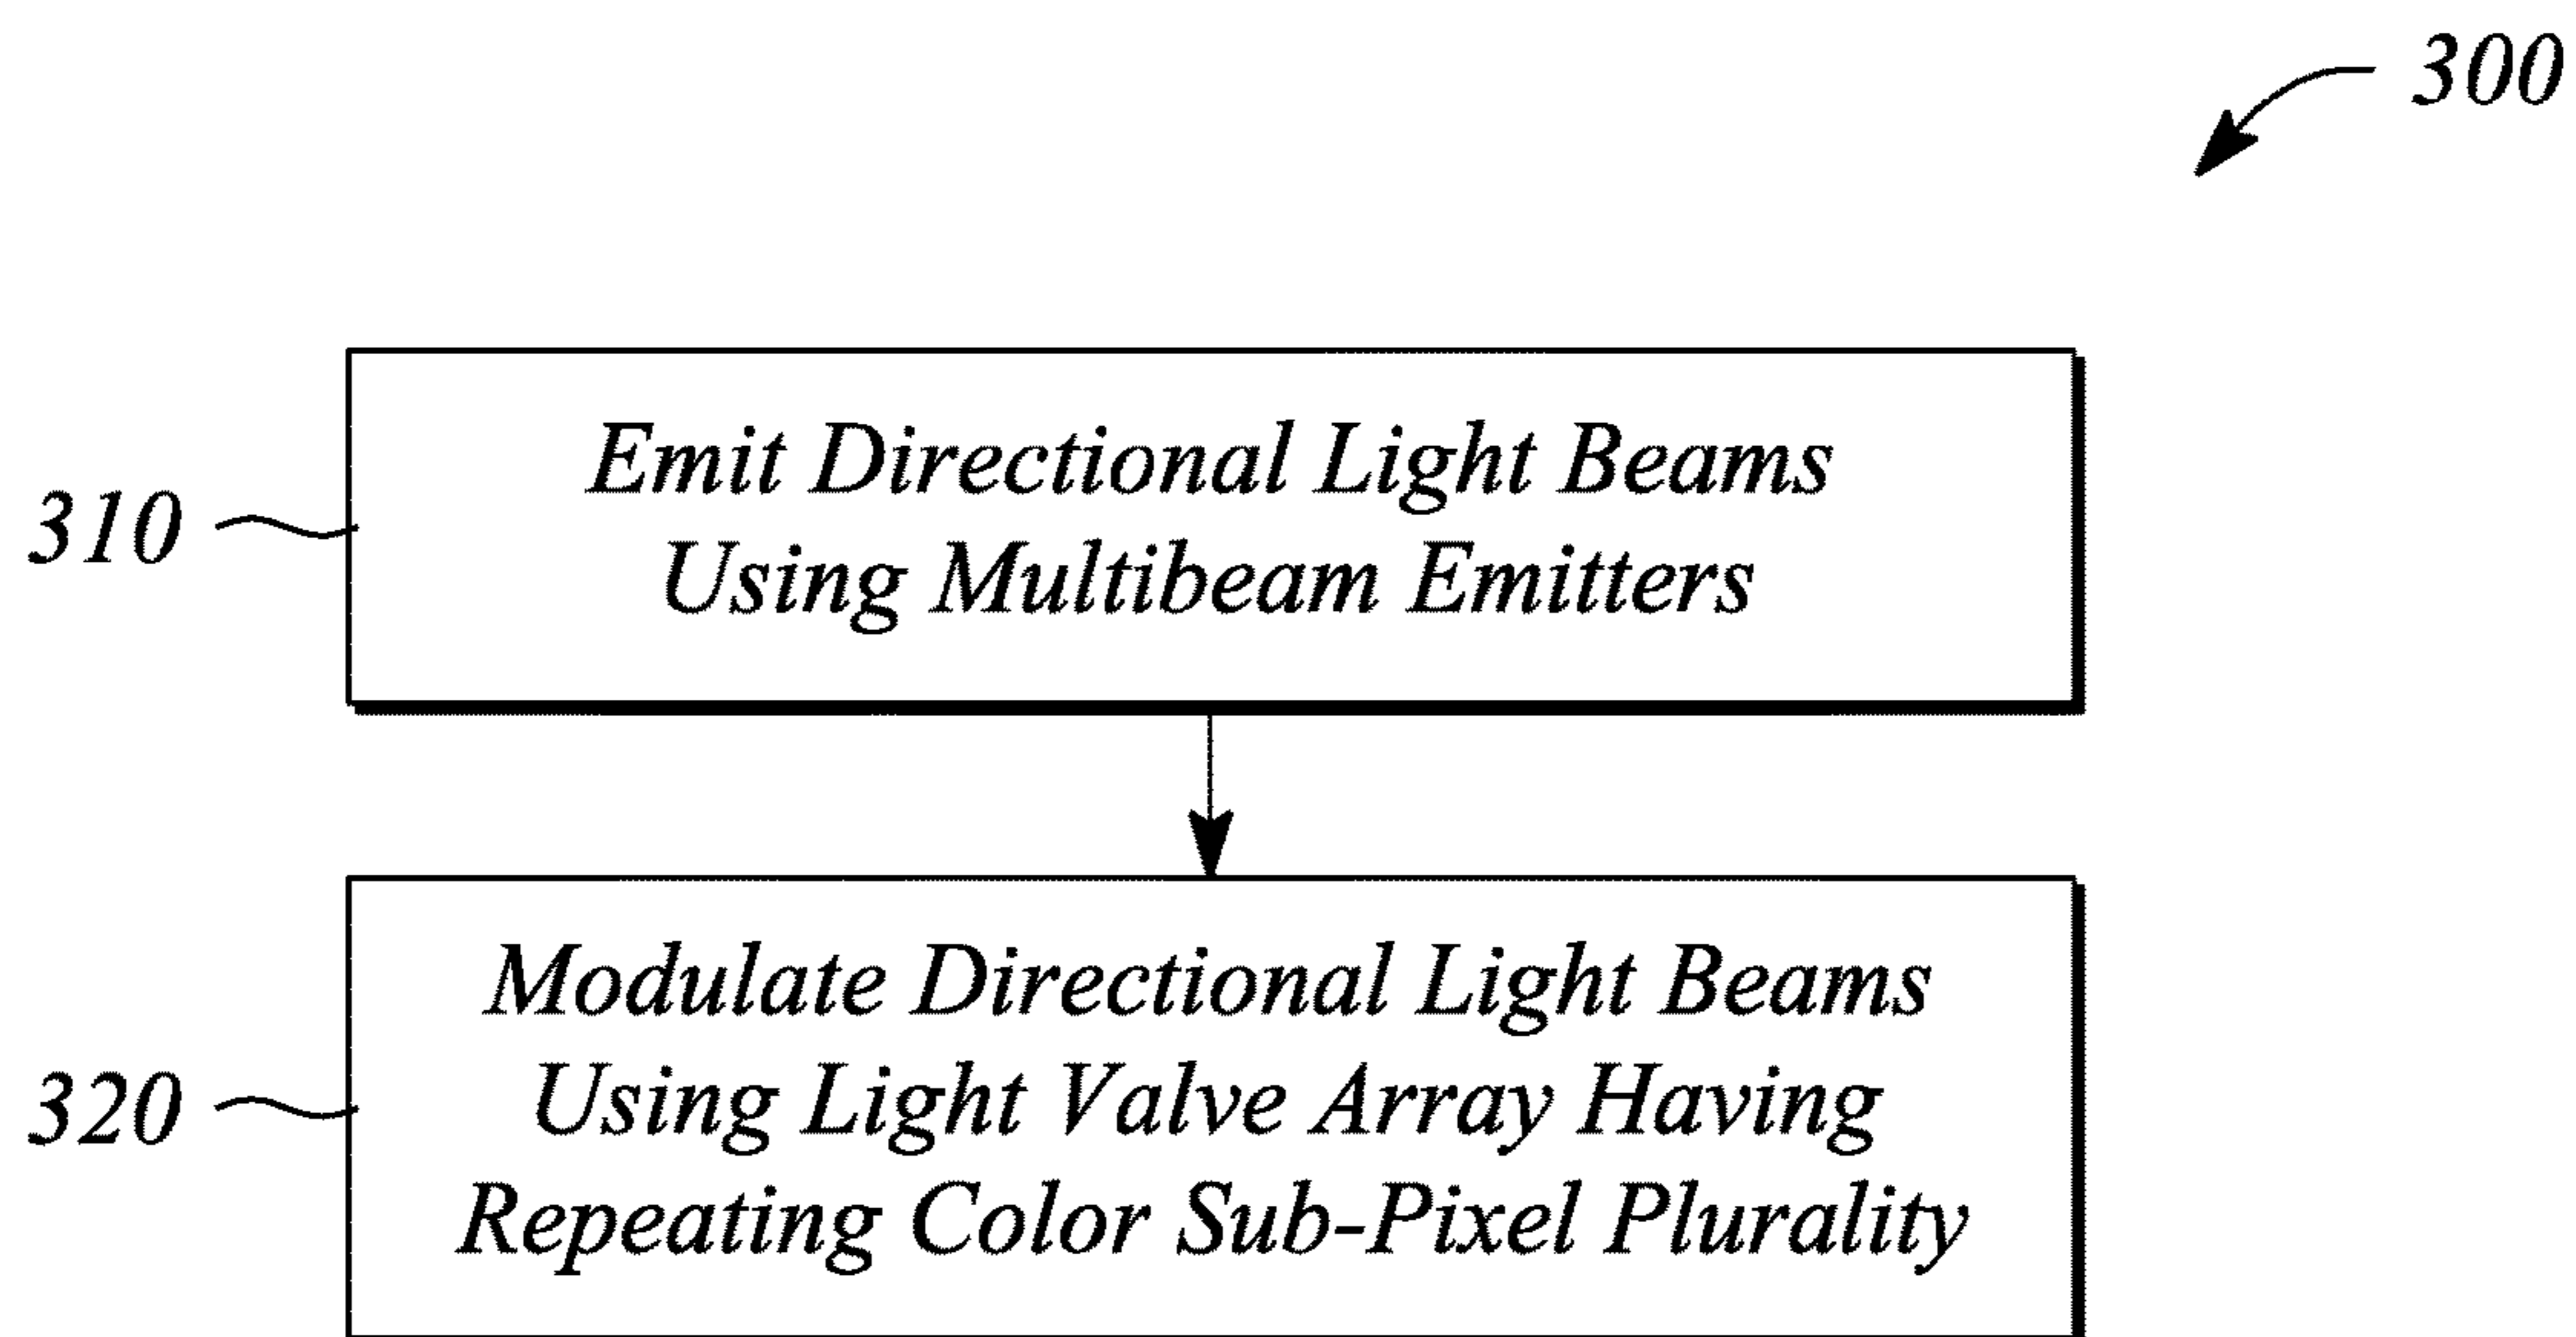 300
310
Emit Directional Light Beams
Using Multibeam Emitters
320
Modulate Directional Light Beams
Using Light Valve Array Having
Repeating Color Sub-Pixel Plurality